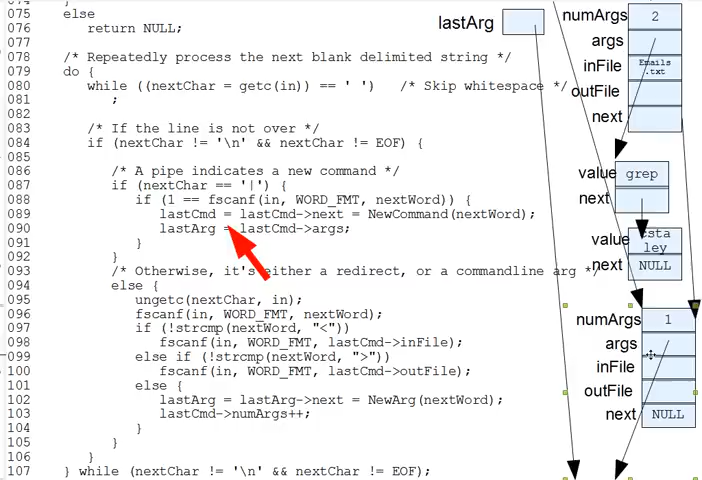 075 else
076 return NULL;
077
078 /* Repeatedly process the next blank delimited string */
079 do {
080 while ((nextChar = getc(in)) == ' ') /* Skip whitespace */
081 ;
082
083 /* If the line is not over */
084 if (nextChar != '\n' && nextChar != EOF) {
085
086 /* A pipe indicates a new command */
087 if (nextChar == '|') {
088 if (1 == fscanf(in, WORD_FMT, nextWord)) {
089 lastCmd = lastCmd->next = NewCommand(nextWord);
090 lastArg = lastCmd->args;
091 }
092 }
093 /* Otherwise, it's either a redirect, or a commandline arg */
094 else {
095 ungetc(nextChar, in);
096 fscanf(in, WORD_FMT, nextWord);
097 if (!strcmp(nextWord, "<"))
098 fscanf(in, WORD_FMT, lastCmd->inFile);
099 else if (!strcmp(nextWord, ">"))
100 fscanf(in, WORD_FMT, lastCmd->outFile);
101 else {
102 lastArg = lastArg->next = NewArg(nextWord);
103 lastCmd->numArgs++;
104 }
105 }
106 }
107 } while (nextChar != '\n' && nextChar != EOF);
lastArg
numArgs 2
args
inFile Emails
.txt
outFile
next
value grep
next
value csta
ley
next NULL
numArgs 1
args
inFile
outFile
next NULL